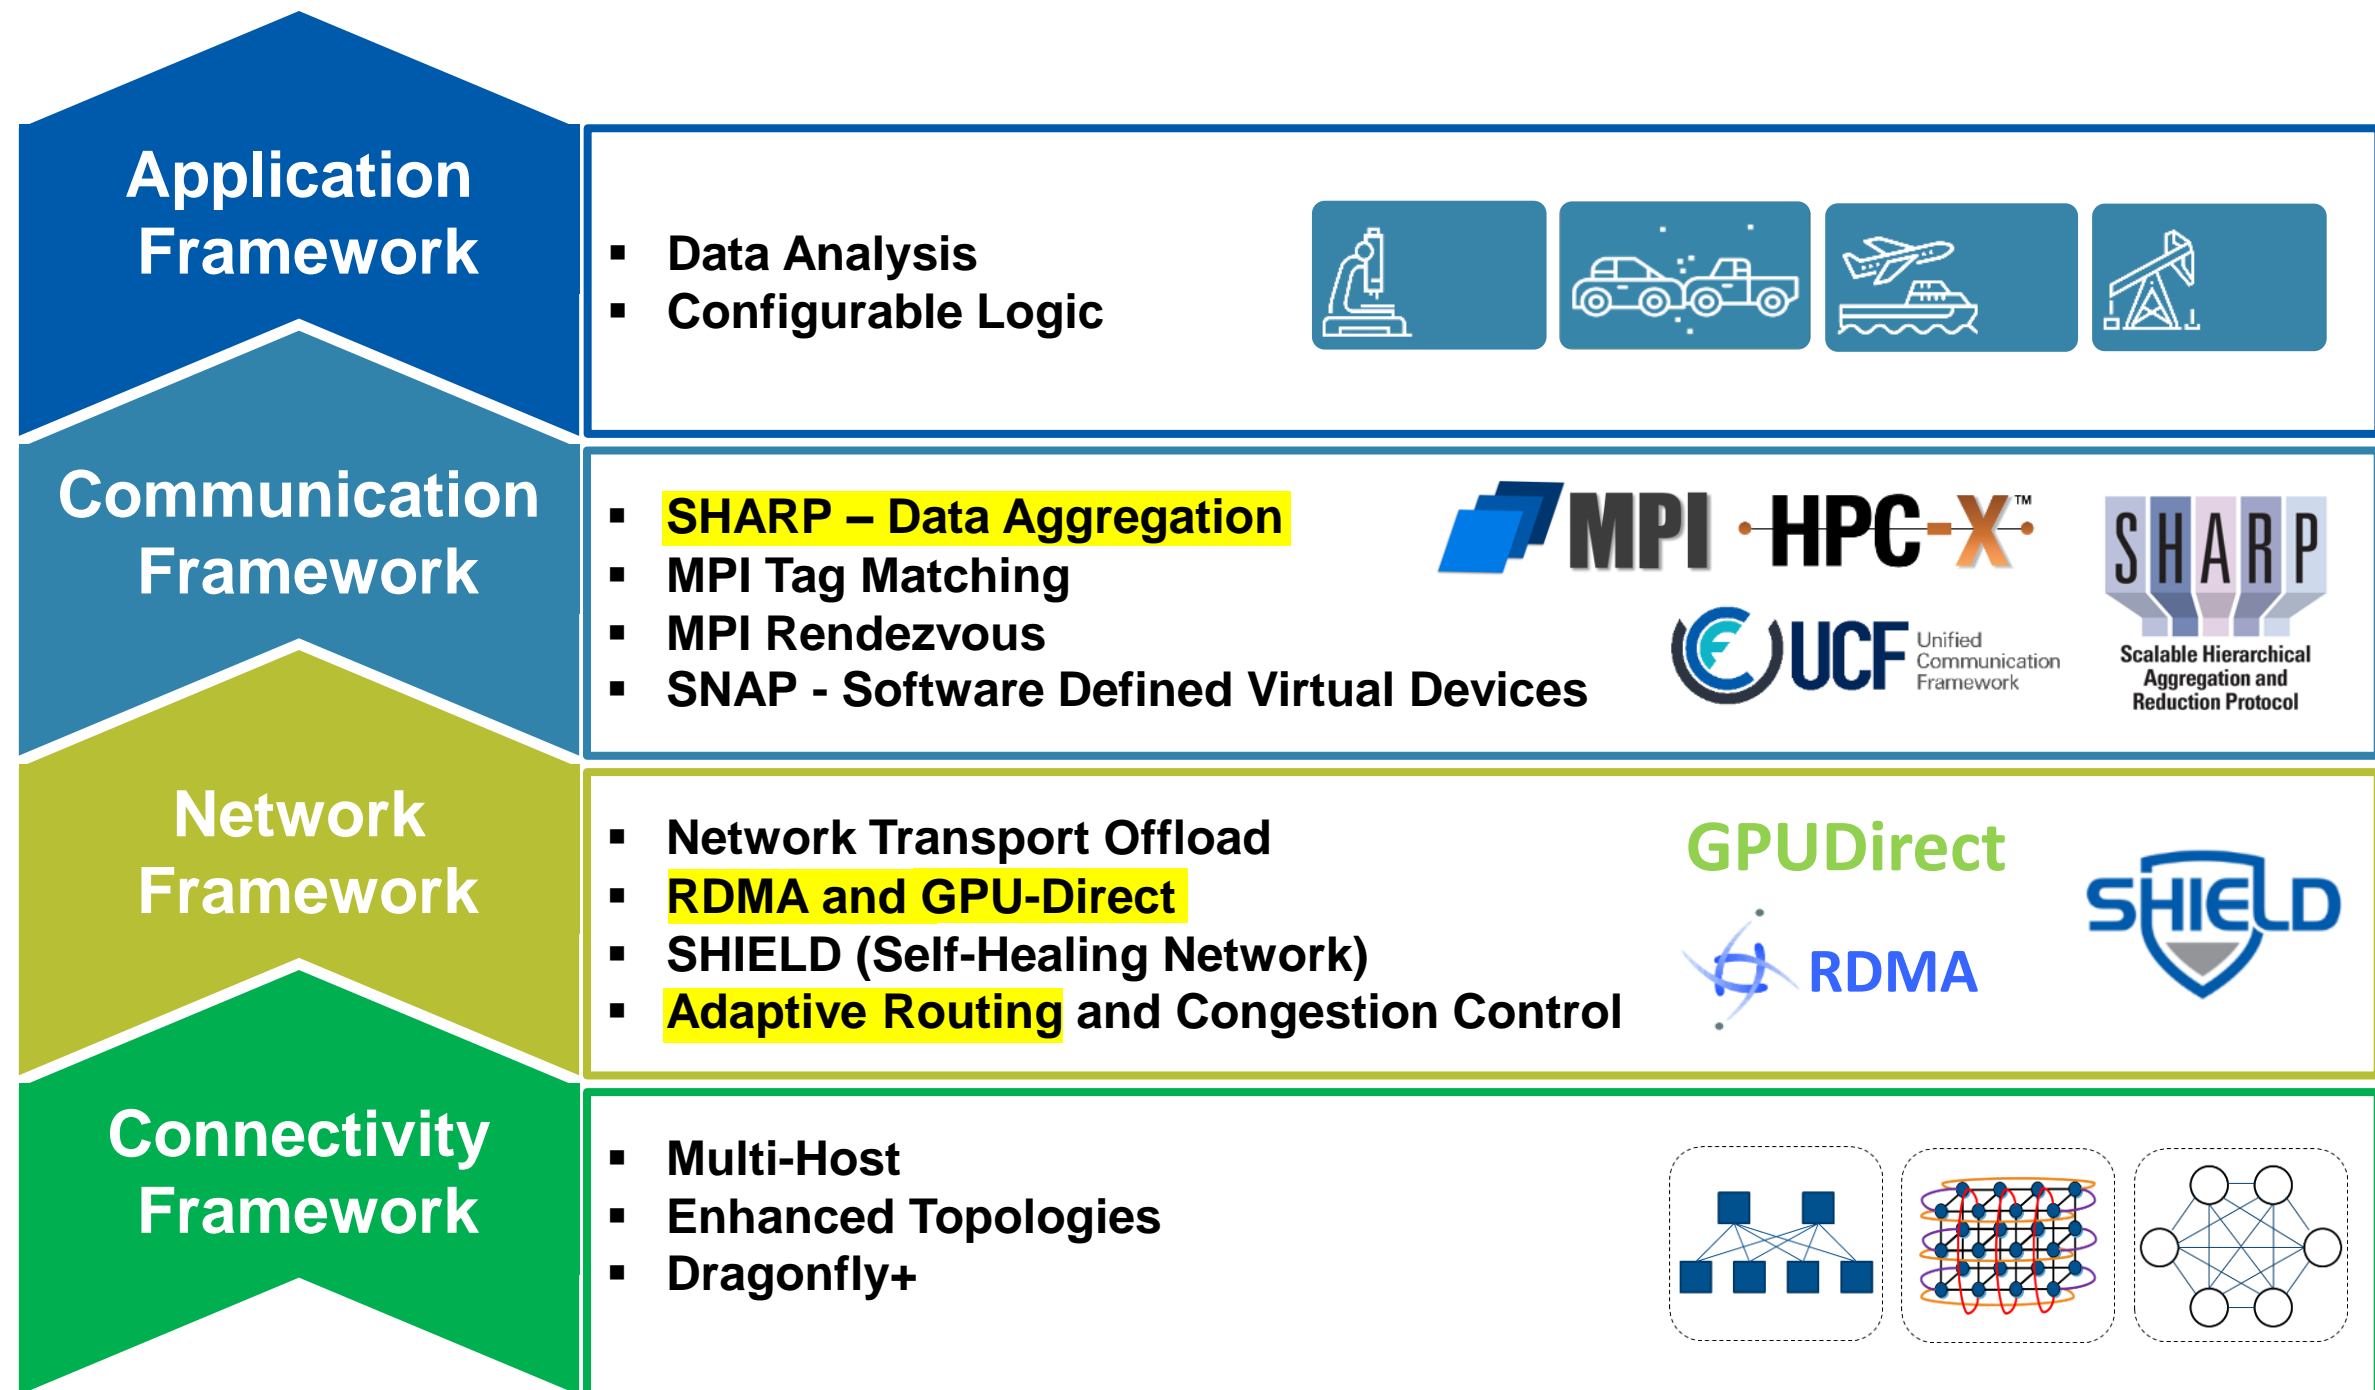 Application
Framework
▪ Data Analysis
▪ Configurable Logic
Communication
Framework
▪ SHARP – Data Aggregation
▪ MPI Tag Matching
▪ MPI Rendezvous
▪ SNAP - Software Defined Virtual Devices
MPI
HPC-X™
UCF
Unified
Communication
Framework
SHARP
Scalable Hierarchical
Aggregation and
Reduction Protocol
Network
Framework
▪ Network Transport Offload
▪ RDMA and GPU-Direct
▪ SHIELD (Self-Healing Network)
▪ Adaptive Routing and Congestion Control
GPUDirect
RDMA
SHIELD
Connectivity
Framework
▪ Multi-Host
▪ Enhanced Topologies
▪ Dragonfly+